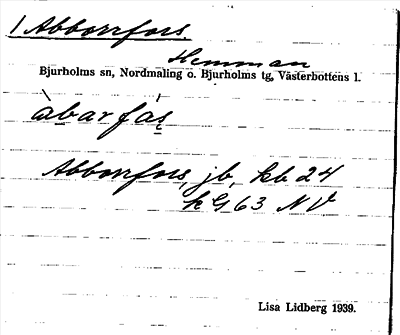 1 Abborrfors.
Hemman
Bjurholms sn, Nordmaling o. Bjurholms tg, Västerbottens l.
àbarfás̨
Abborrfors, jb, kb 24
kG 63 NV
Lisa Lidberg 1939.